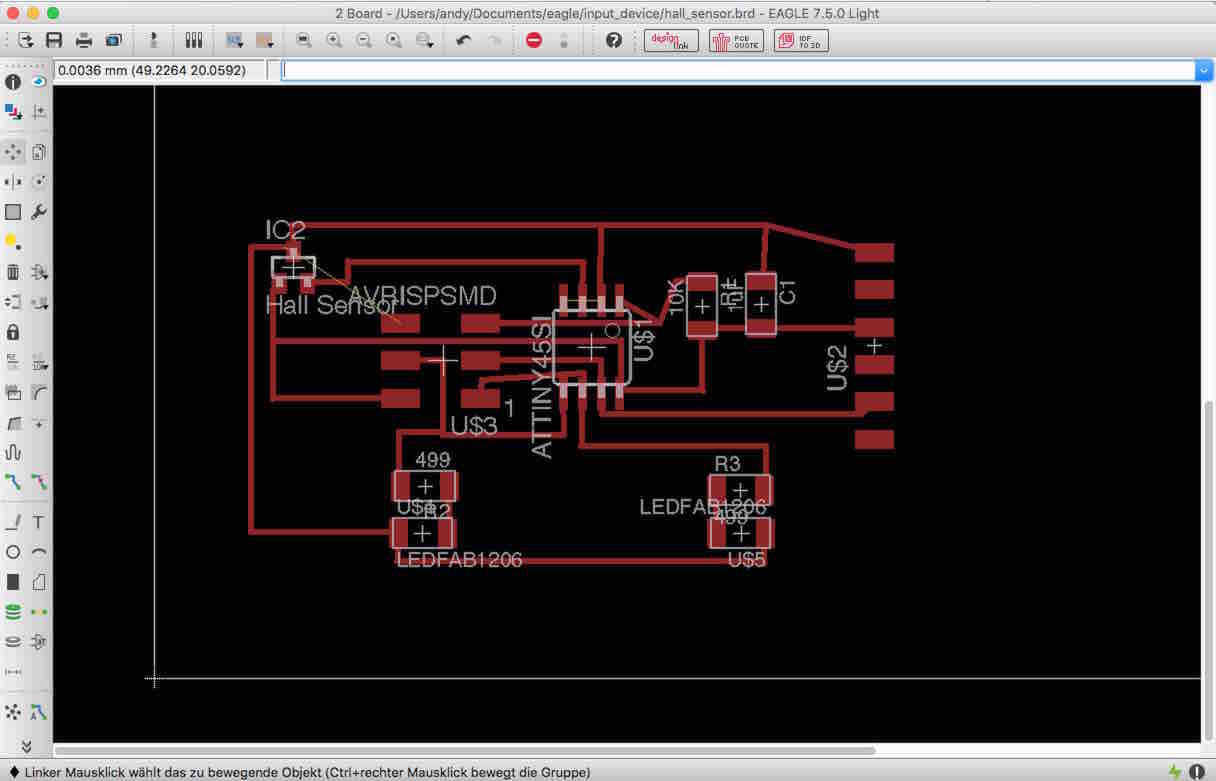 2 Board - /Users/andy/Documents/eagle/input_device/hall_sensor.brd - EAGLE 7.5.0 Light
design link
PCB QUOTE
IDF TO 3D
0.0036 mm (49.2264 20.0592)
IC2
AVRISPSMD
Hall Sensor
10K
R1
1uF
C1
ATTINY45SI
U$1
U$2
1
U$3
499
R3
U$4
R2
LEDFAB1206
499
LEDFAB1206
U$5
Linker Mausklick wählt das zu bewegende Objekt (Ctrl+rechter Mausklick bewegt die Gruppe)